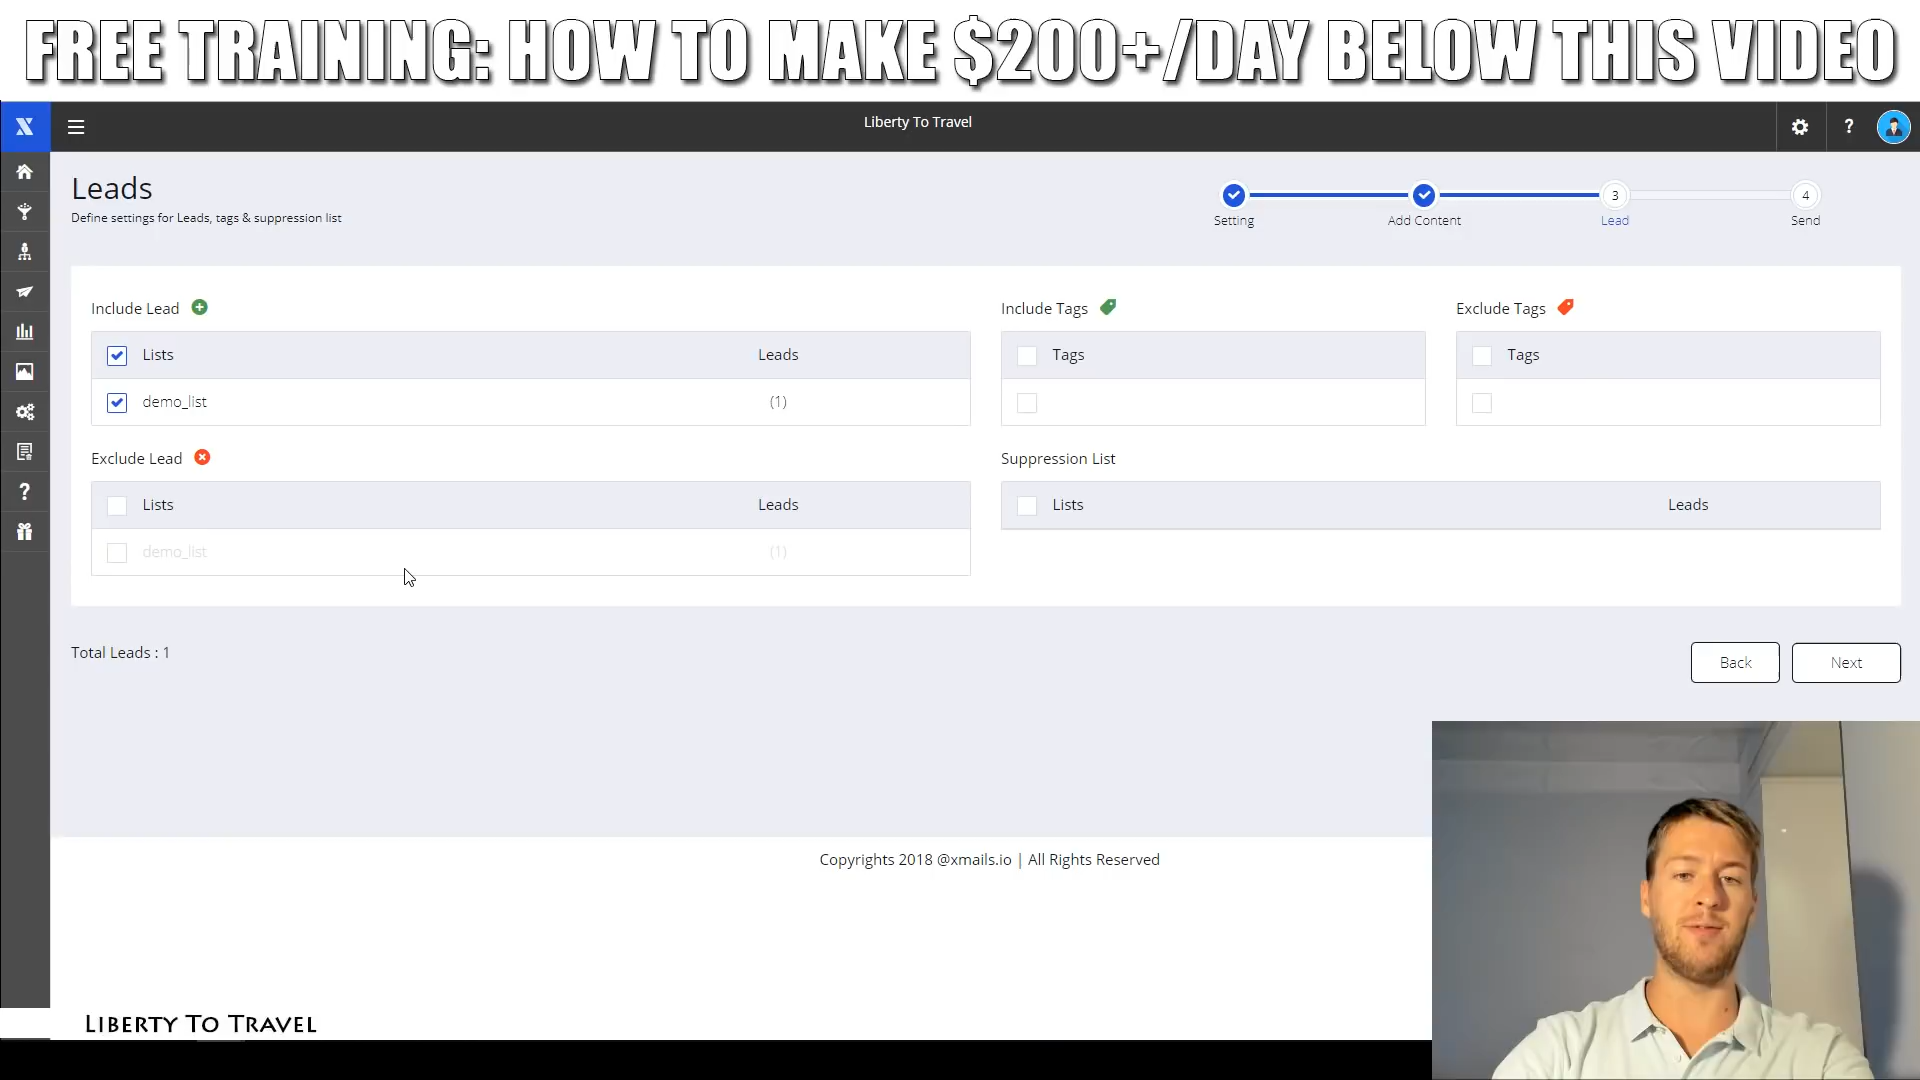 FREE TRAINING: HOW TO MAKE $200+/DAY BELOW THIS VIDEO
Liberty To Travel
?
Leads
Define settings for Leads, tags & suppression list
3
4
Setting
Add Content
Lead
Send
Include Lead
Include Tags
Exclude Tags
Lists
Leads
Tags
Tags
demo_list
(1)
Exclude Lead
Suppression List
Lists
Leads
Lists
Leads
demo_list
(1)
?
Total Leads : 1
Back
Next
Copyrights 2018 @xmails.io | All Rights Reserved
LIBERTY TO TRAVEL